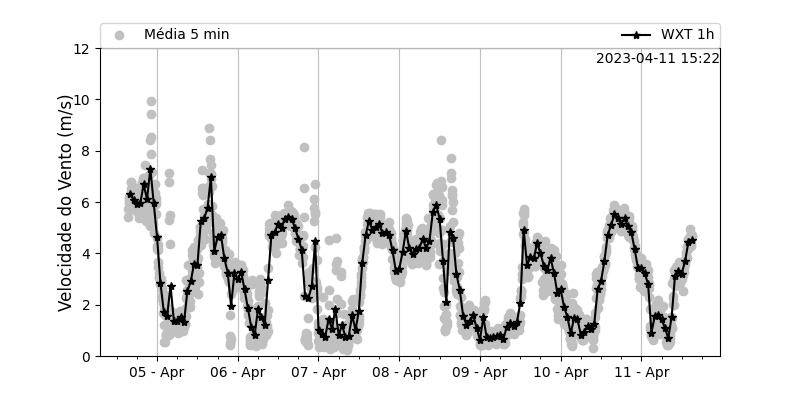 Média 5 min
WXT 1h
2023-04-11 15:22
Velocidade do Vento (m/s)
12
10
8
6
4
2
0
05 - Apr
06 - Apr
07 - Apr
08 - Apr
09 - Apr
10 - Apr
11 - Apr